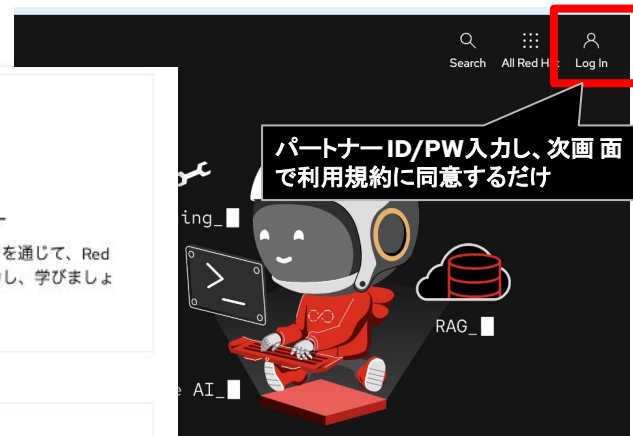 Search All Red H t Log In
パートナーID/PW入力し、次画面
で利用規約に同意するだけ
を通じて、Red
し、学びましょ
ing_
>_
RAG_
AI_